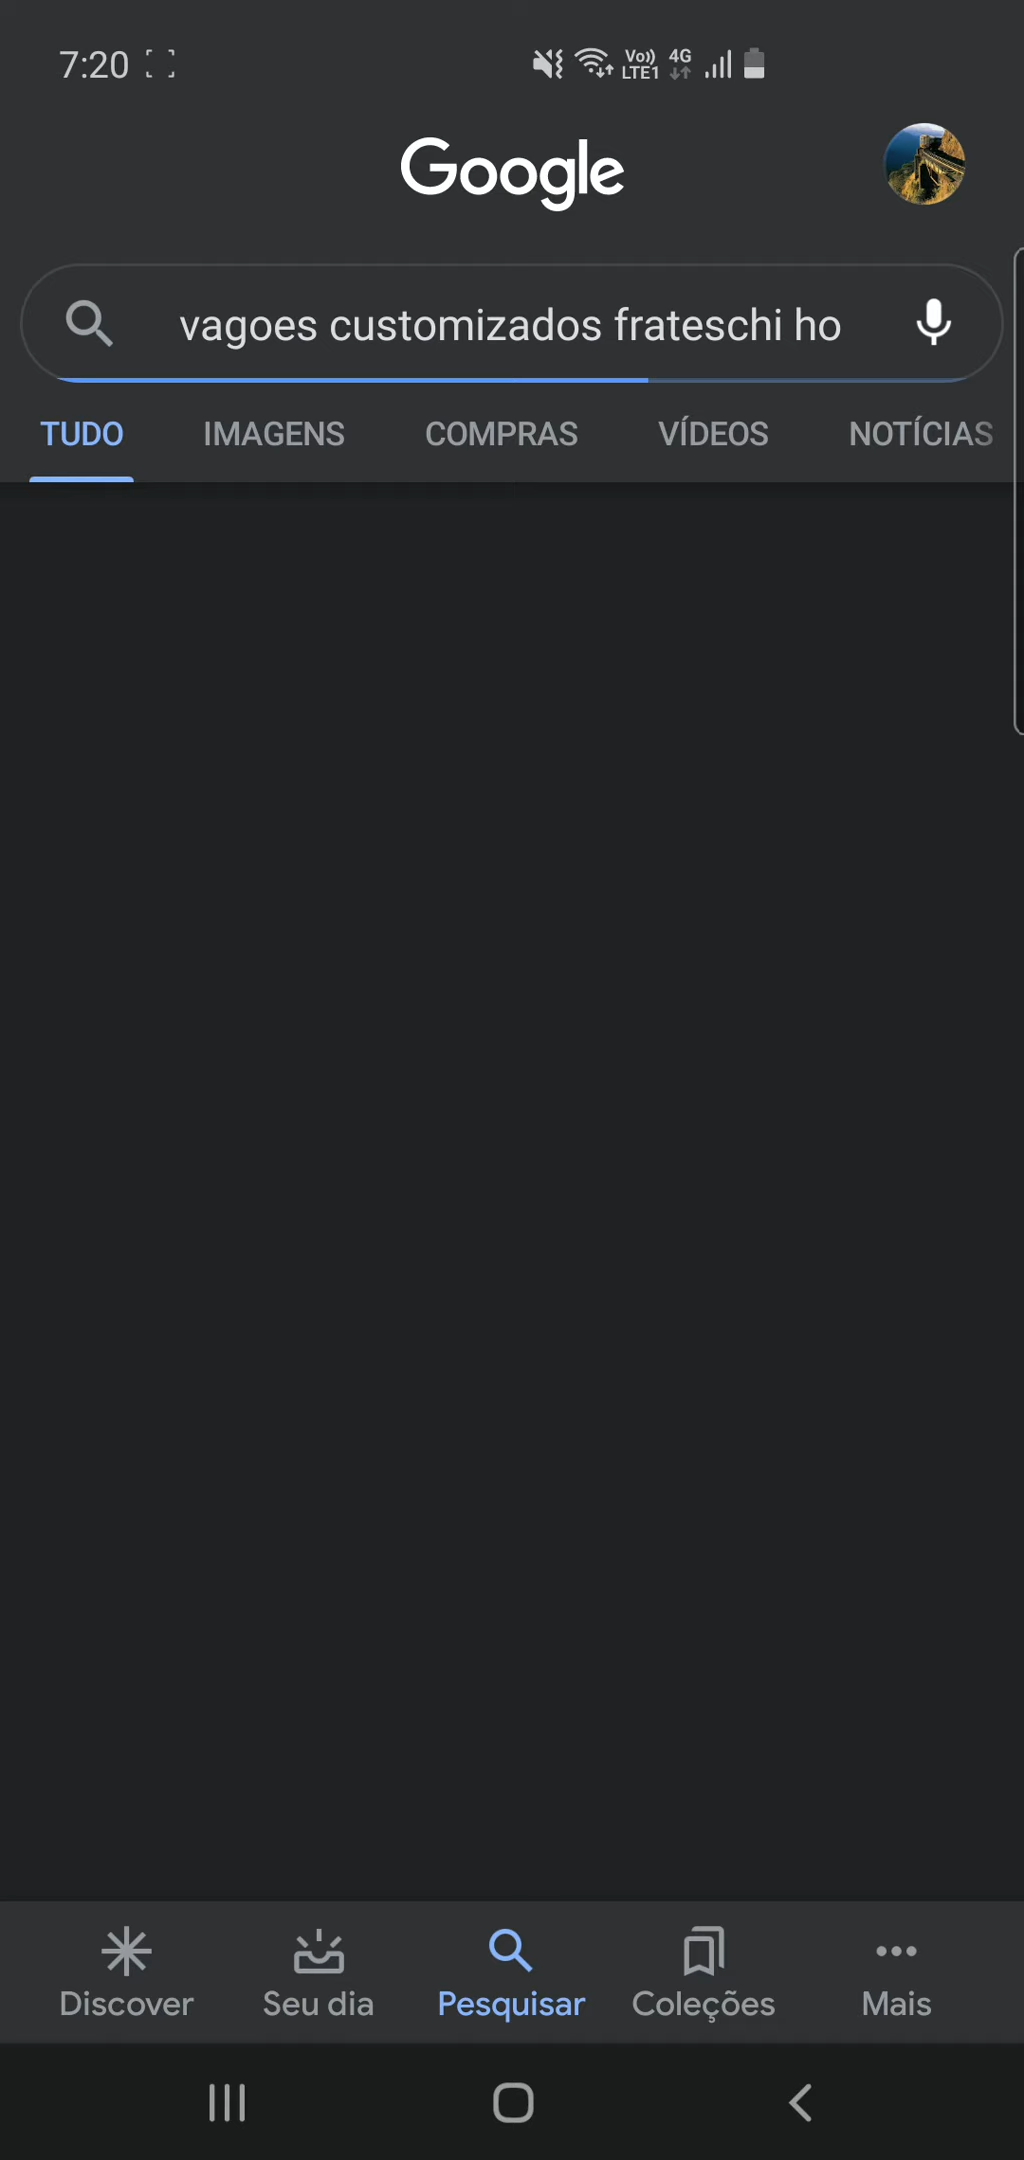 7:20 Vo)) LTE1 4G
Google
vagoes customizados frateschi ho
TUDO IMAGENS COMPRAS VÍDEOS NOTÍCIAS
Discover Seu dia Pesquisar Coleções Mais